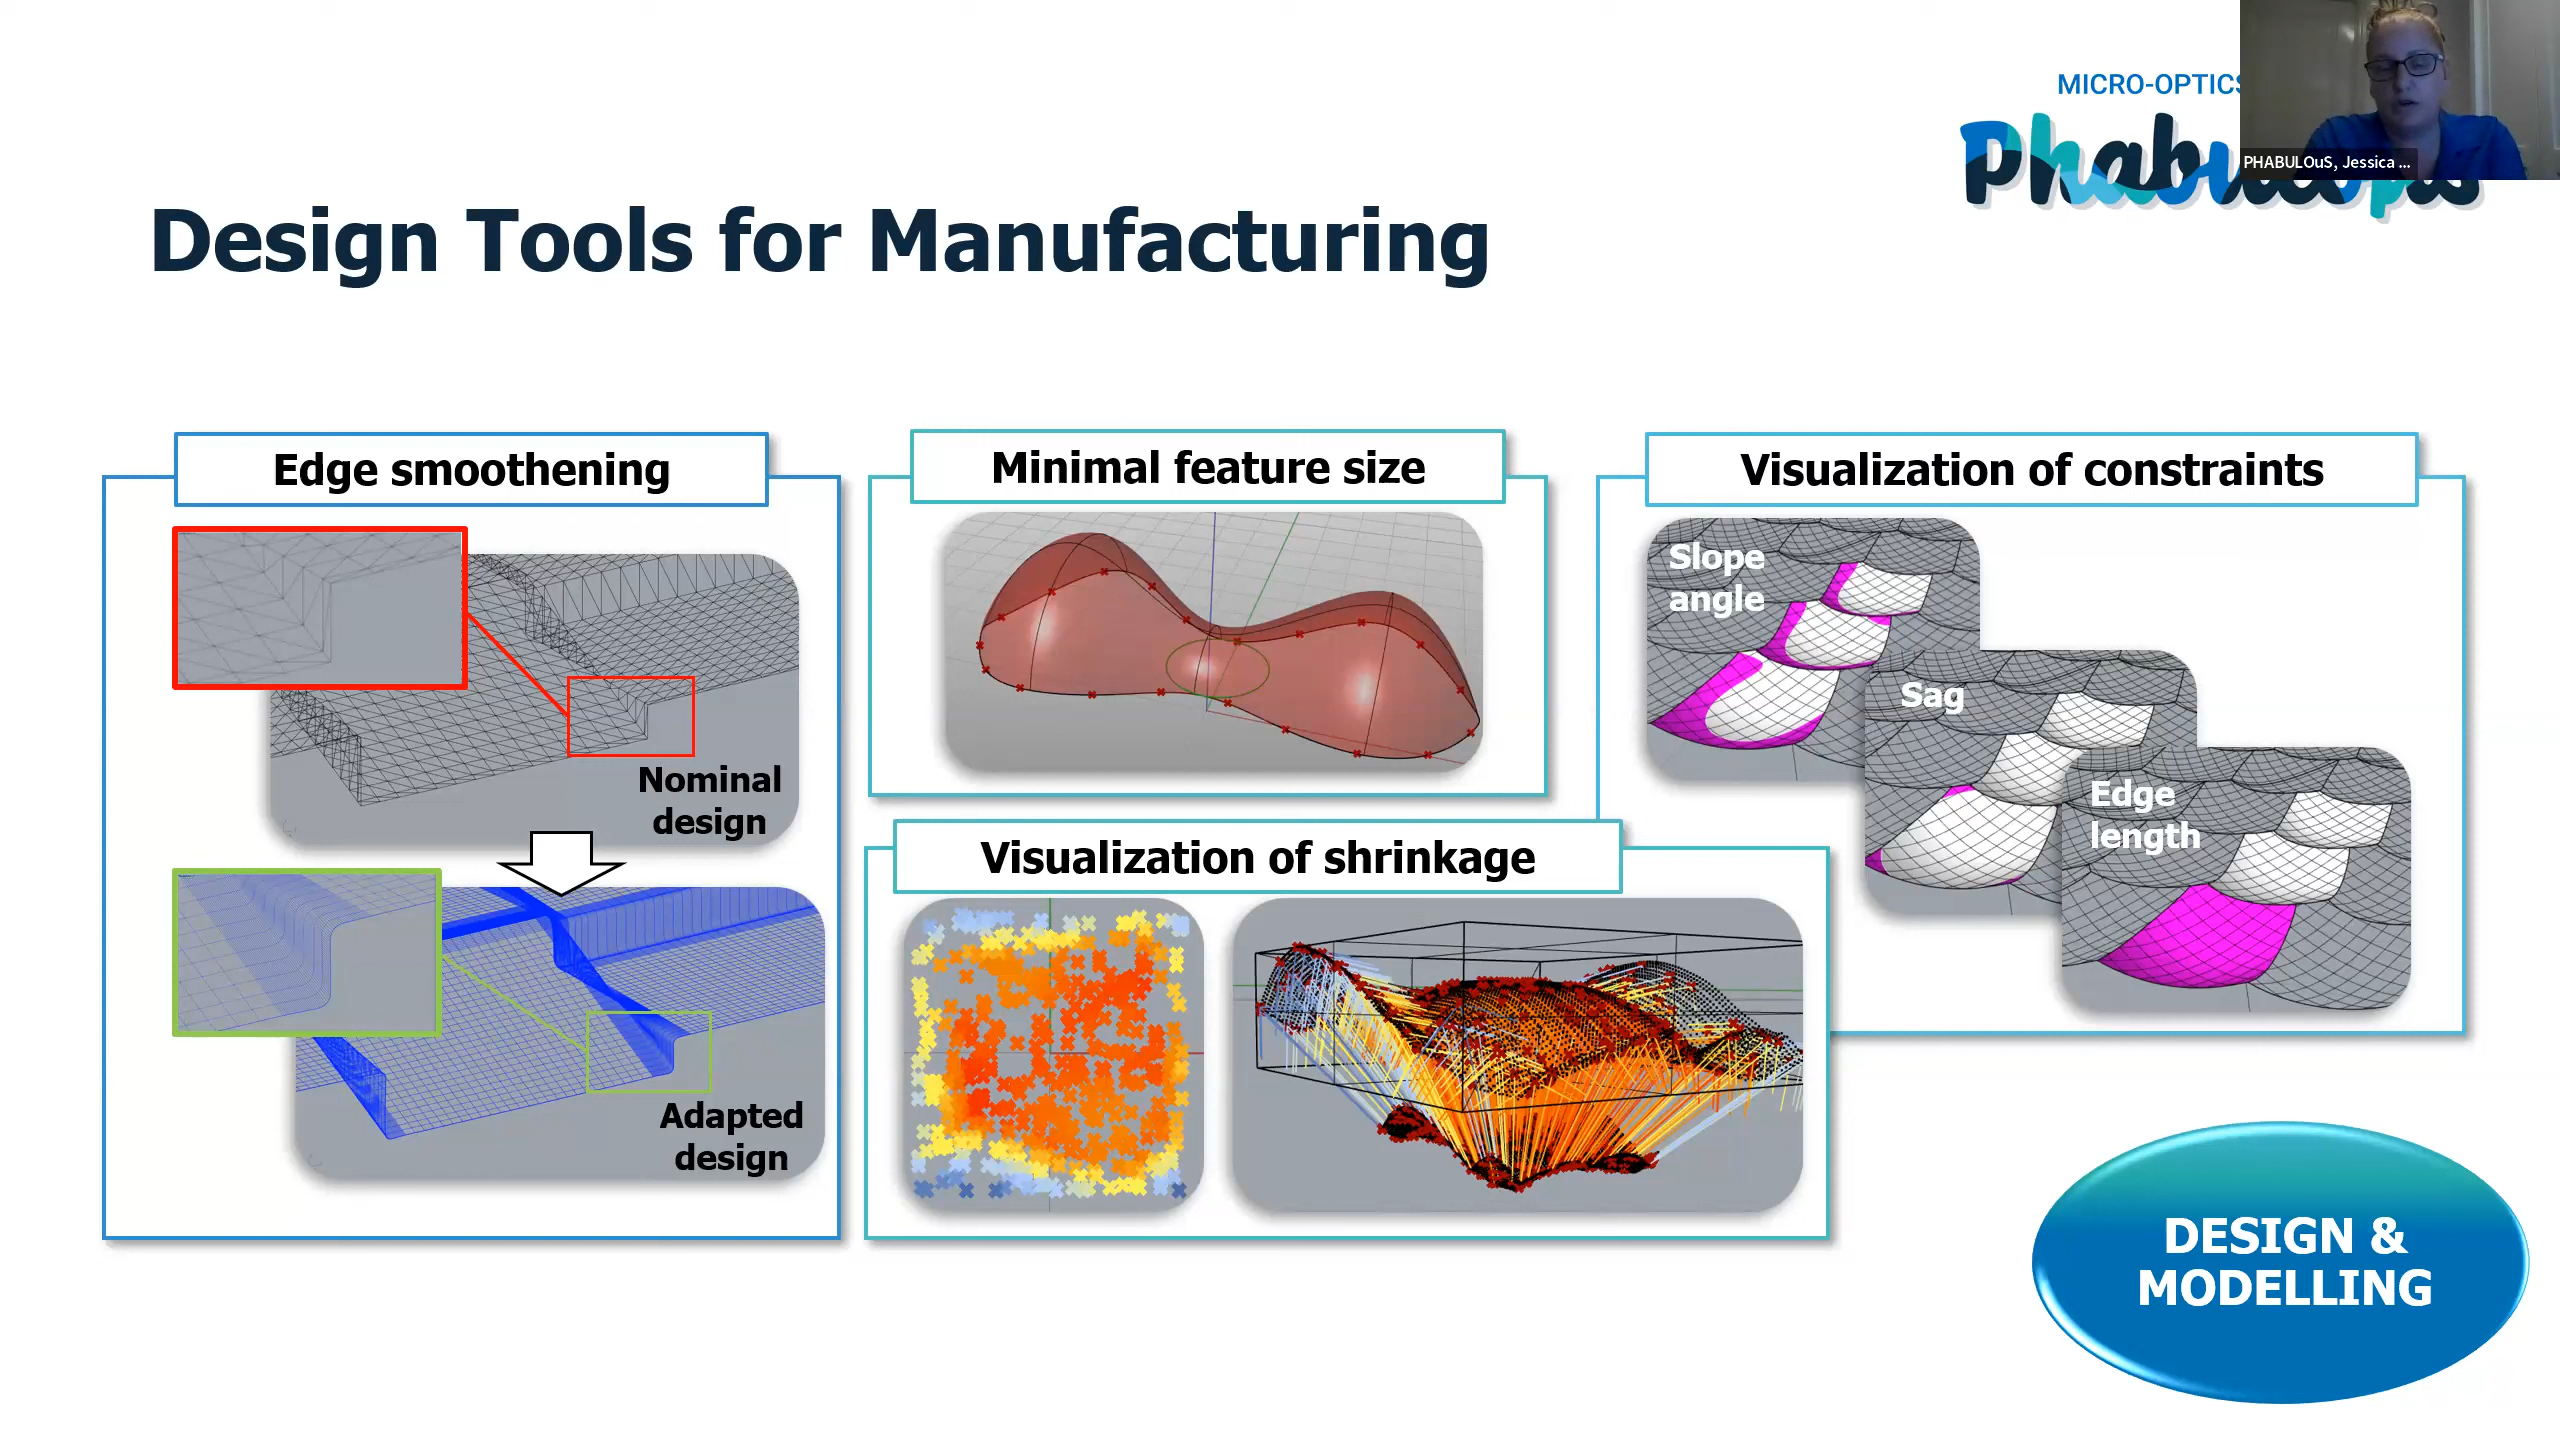 MICRO-OPTICS
PHABULOuS, Jessica ...
Design Tools for Manufacturing
Edge smoothening
Minimal feature size
Visualization of constraints
Slope
angle
Sag
Edge
length
Nominal
design
Visualization of shrinkage
Adapted
design
DESIGN &
MODELLING